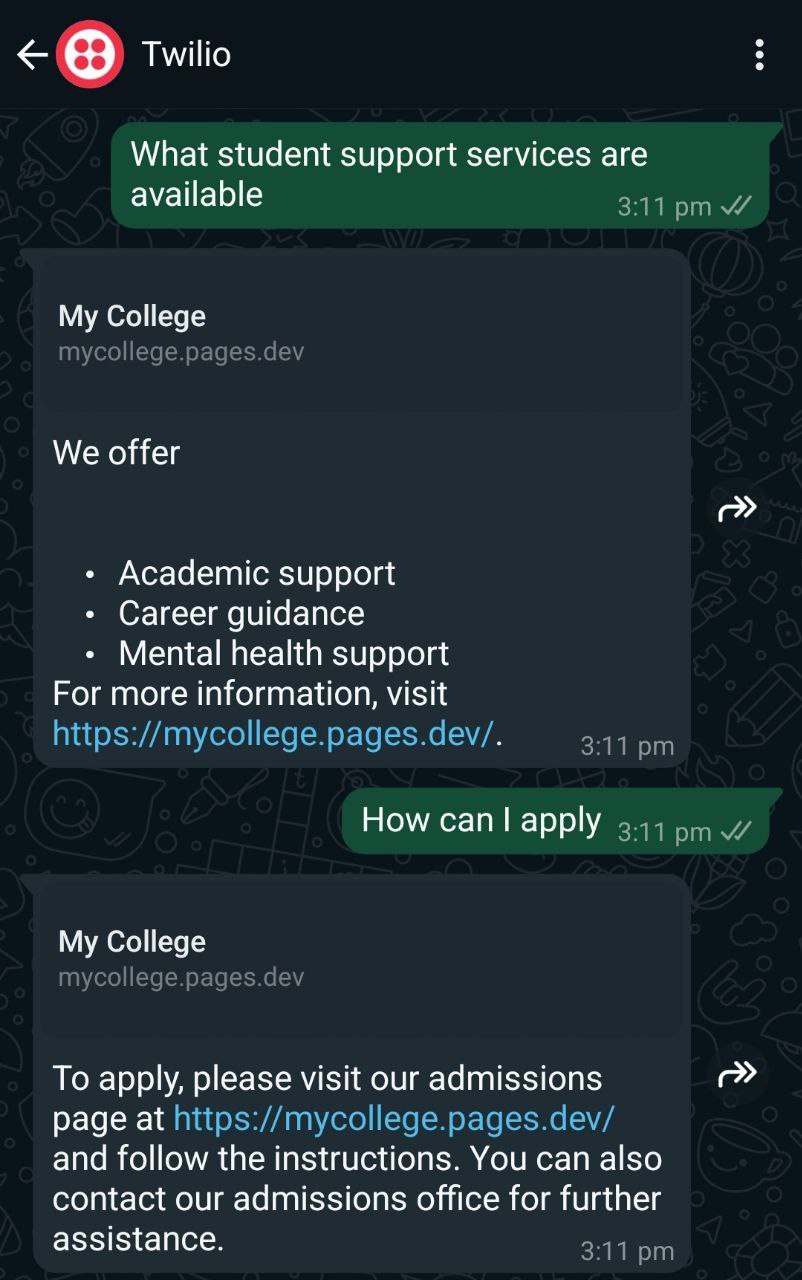 Twilio
What student support services are
available
3:11 pm
My College
mycollege.pages.dev
We offer
• Academic support
• Career guidance
• Mental health support
For more information, visit
https://mycollege.pages.dev/.
3:11 pm
How can I apply 3:11 pm
My College
mycollege.pages.dev
To apply, please visit our admissions
page at https://mycollege.pages.dev/
and follow the instructions. You can also
contact our admissions office for further
assistance.
3:11 pm